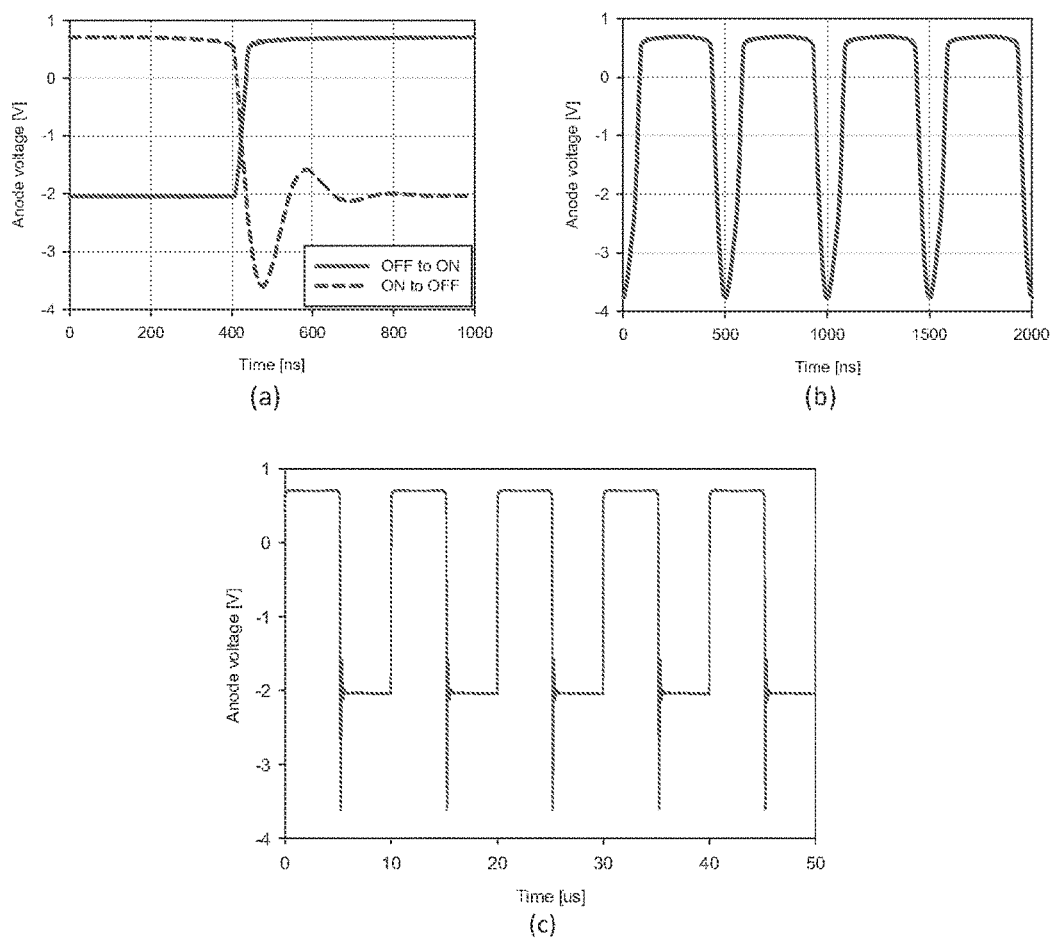 1
0
-1
-2
-3
-4
Anode voltage [V]
OFF to ON
ON to OFF
0 200 400 600 800 1000
Time [ns]
(a)
1
0
-1
-2
-3
-4
Anode voltage [V]
0 500 1000 1500 2000
Time [ns]
(b)
1
0
-1
-2
-3
-4
Anode voltage [V]
0 10 20 30 40 50
Time [us]
(c)